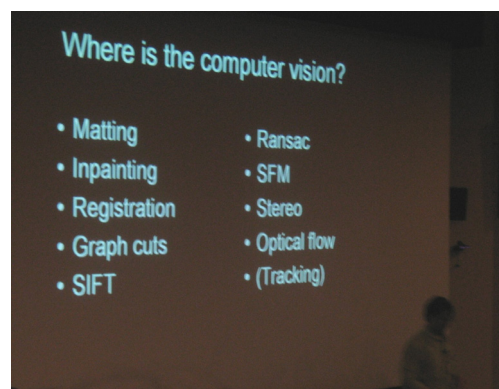 Where is the computer vision?
• Matting
• Inpainting
• Registration
• Graph cuts
• SIFT
• Ransac
• SFM
• Stereo
• Optical flow
• (Tracking)